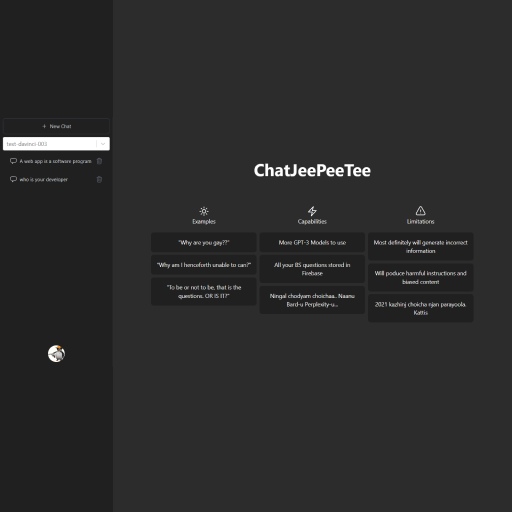 + New Chat
text-davinci-003
A web app is a software program
who is your developer
ChatJeePeeTee
Examples
"Why are you gay??"
"Why am I henceforth unable to can?"
"To be or not to be, that is the
questions. OR IS IT?"
Capabilities
More GPT-3 Models to use
All your BS questions stored in
Firebase
Ningal chodyam choichaa.. Naanu
Bard-u Perplexity-u...
Limitations
Most definitely will generate incorrect
information
Will poduce harmful instructions and
biased content
2021 kazhinj choicha njan parayoola.
Kattis